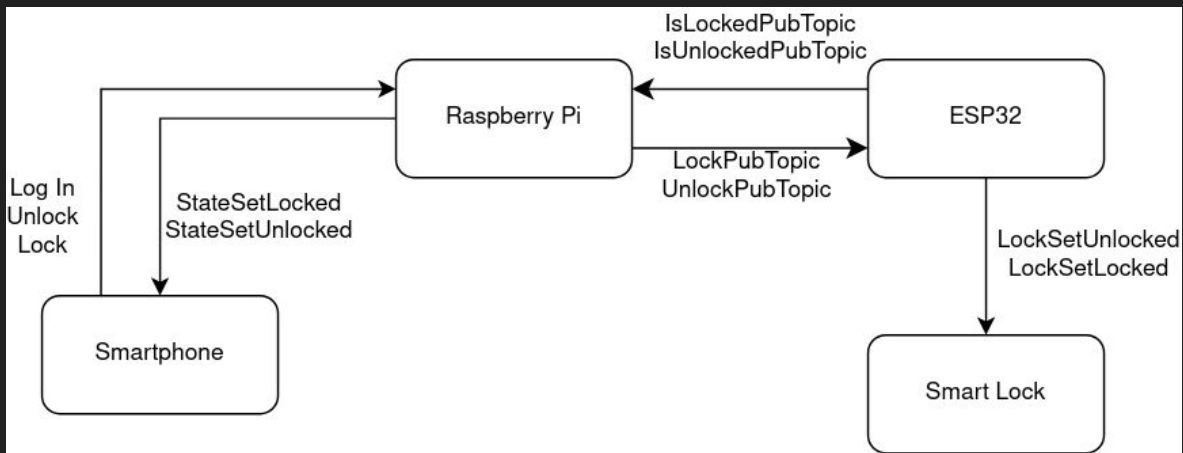 IsLockedPubTopic
IsUnlockedPubTopic
Raspberry Pi
ESP32
LockPubTopic
UnlockPubTopic
Log In
Unlock
Lock
StateSetLocked
StateSetUnlocked
LockSetUnlocked
LockSetLocked
Smartphone
Smart Lock